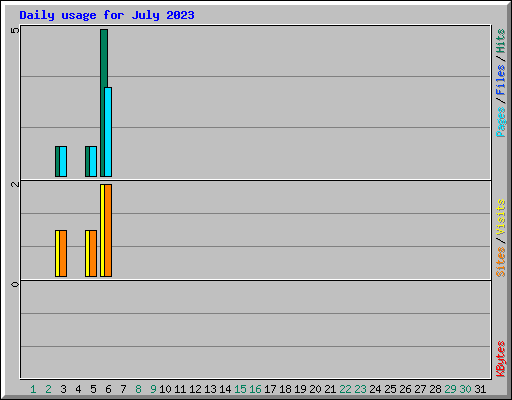 Daily usage for July 2023
5
2
0
Pages / Files / Hits
Sites / Visits
KBytes
1 2 3 4 5 6 7 8 9 10 11 12 13 14 15 16 17 18 19 20 21 22 23 24 25 26 27 28 29 30 31